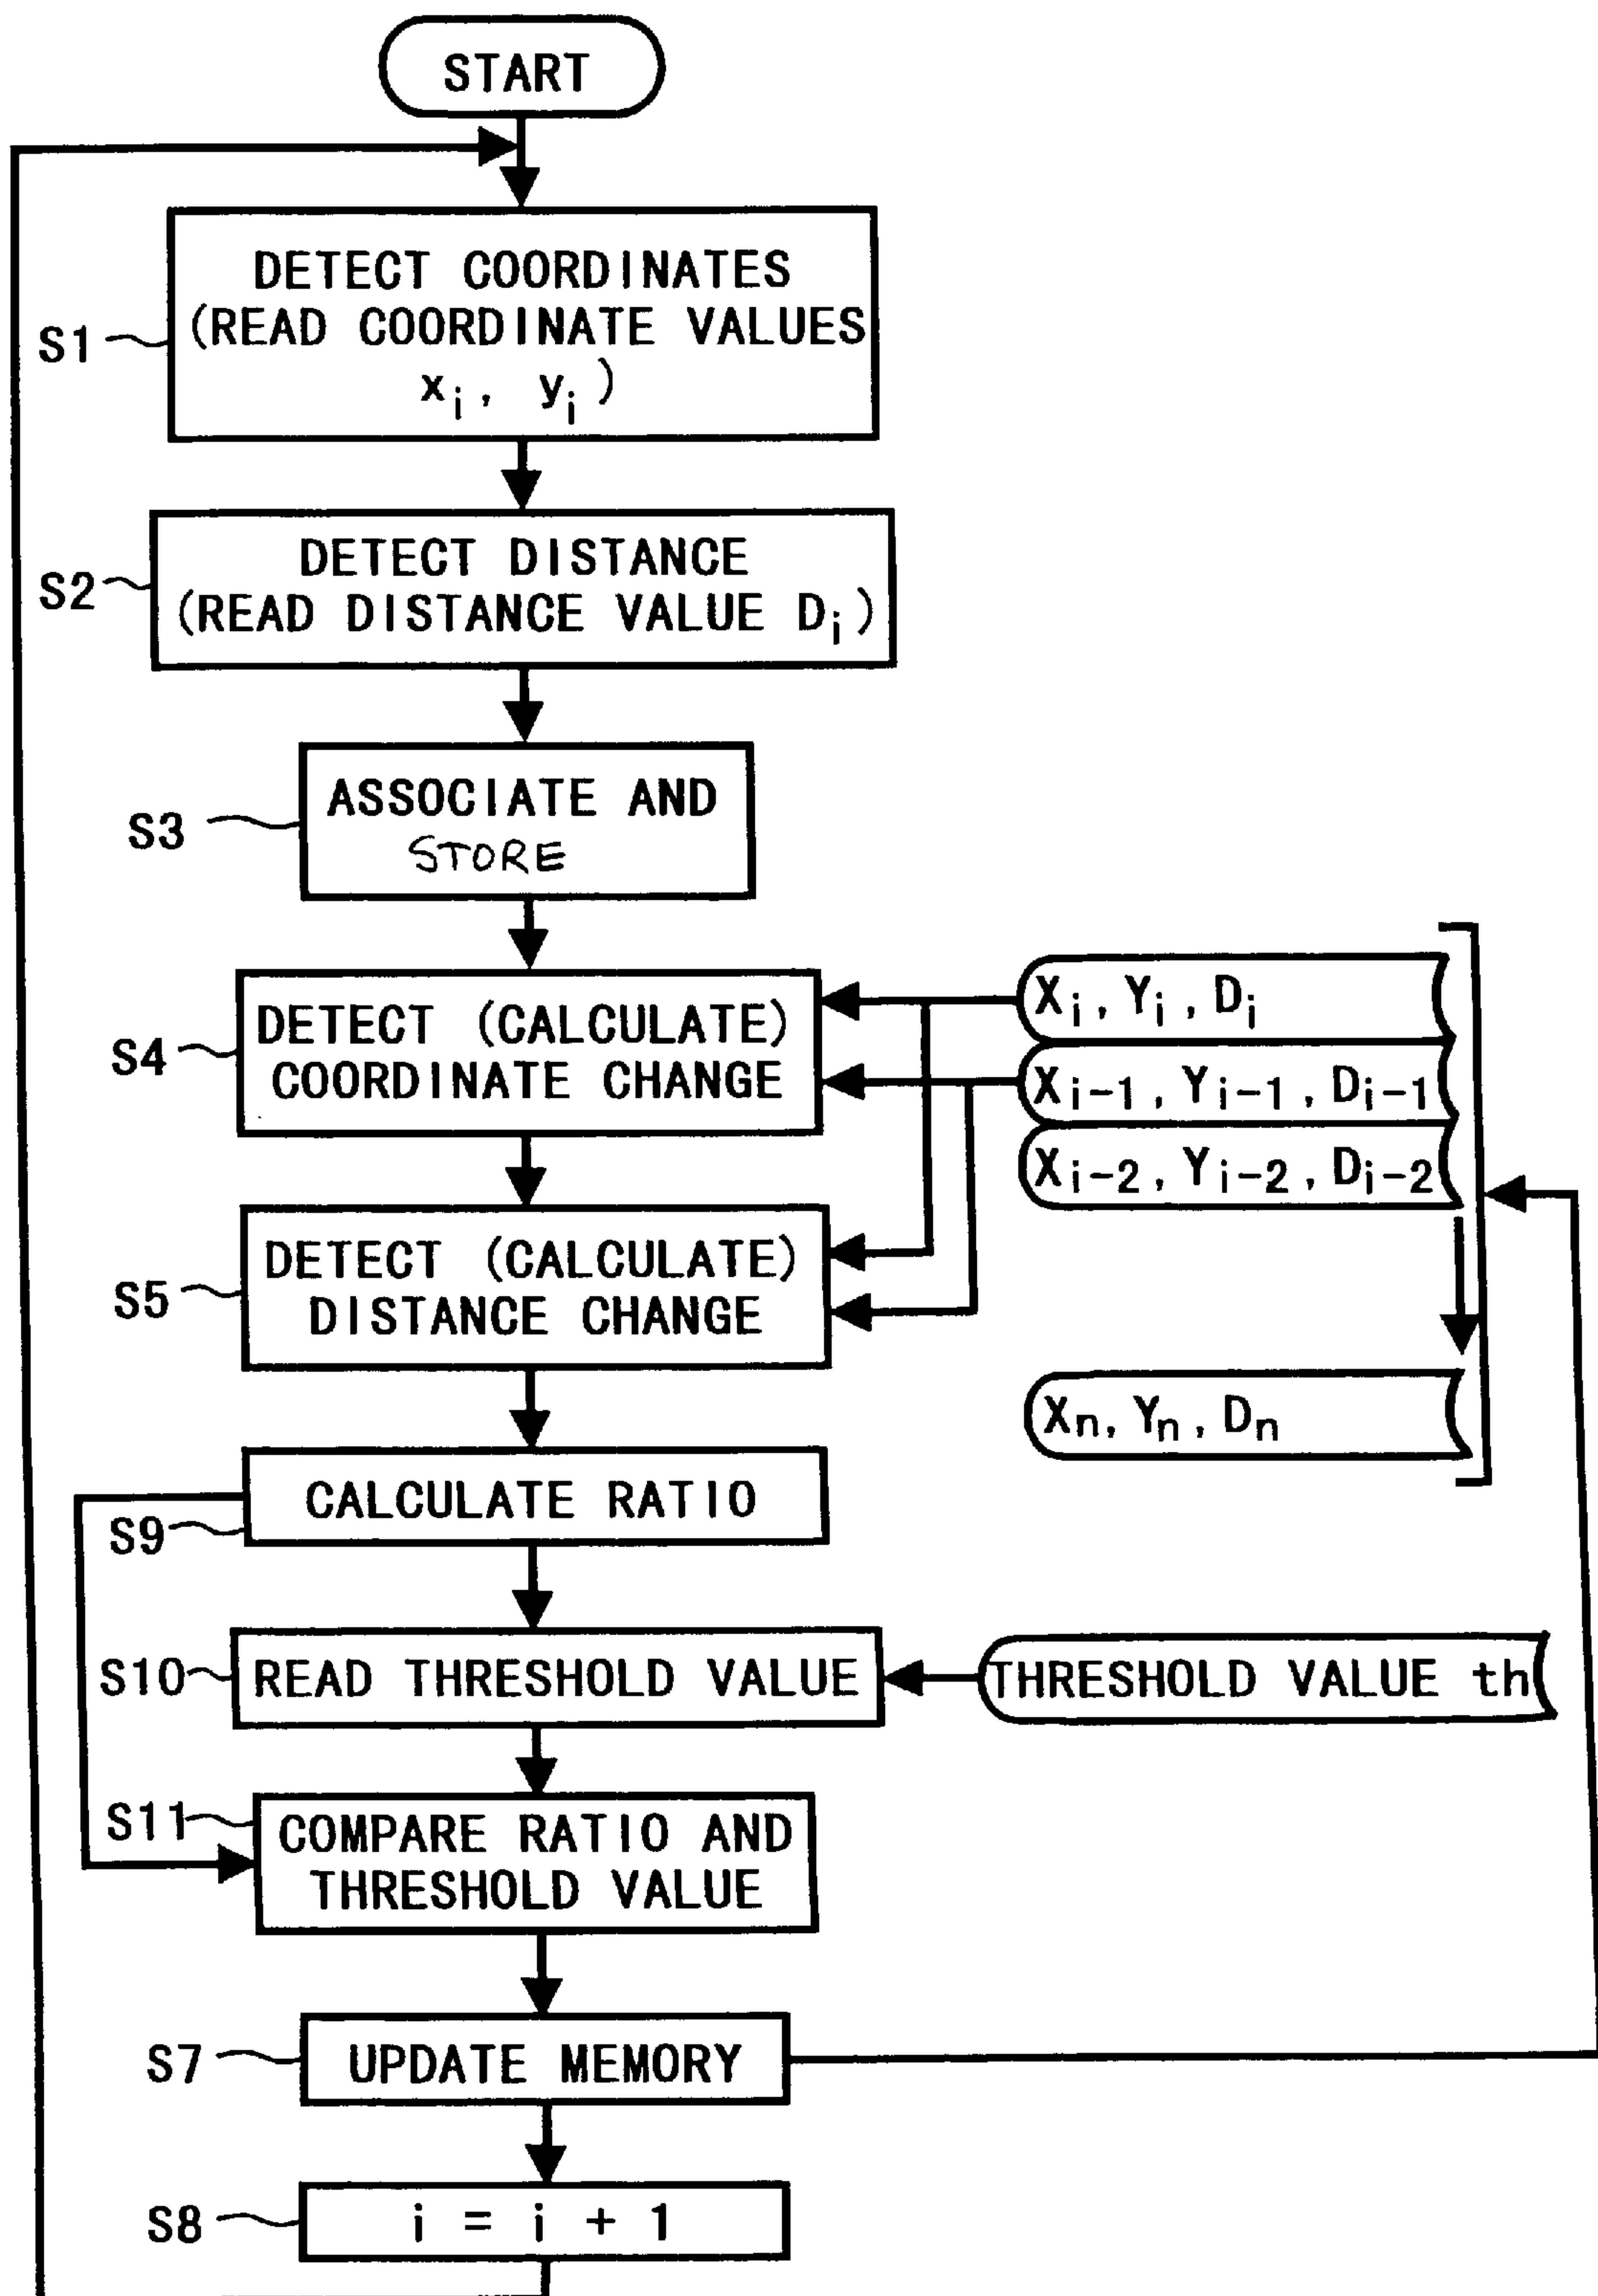 START
DETECT COORDINATES
(READ COORDINATE VALUES
xᵢ, yᵢ)
S1
DETECT DISTANCE
(READ DISTANCE VALUE Dᵢ)
S2
ASSOCIATE AND
STORE
S3
DETECT (CALCULATE)
COORDINATE CHANGE
S4
Xᵢ, Yᵢ, Dᵢ
Xᵢ₋₁, Yᵢ₋₁, Dᵢ₋₁
Xᵢ₋₂, Yᵢ₋₂, Dᵢ₋₂
DETECT (CALCULATE)
DISTANCE CHANGE
S5
Xₙ, Yₙ, Dₙ
CALCULATE RATIO
S9
S10
READ THRESHOLD VALUE
THRESHOLD VALUE th
S11
COMPARE RATIO AND
THRESHOLD VALUE
S7
UPDATE MEMORY
S8
i = i + 1